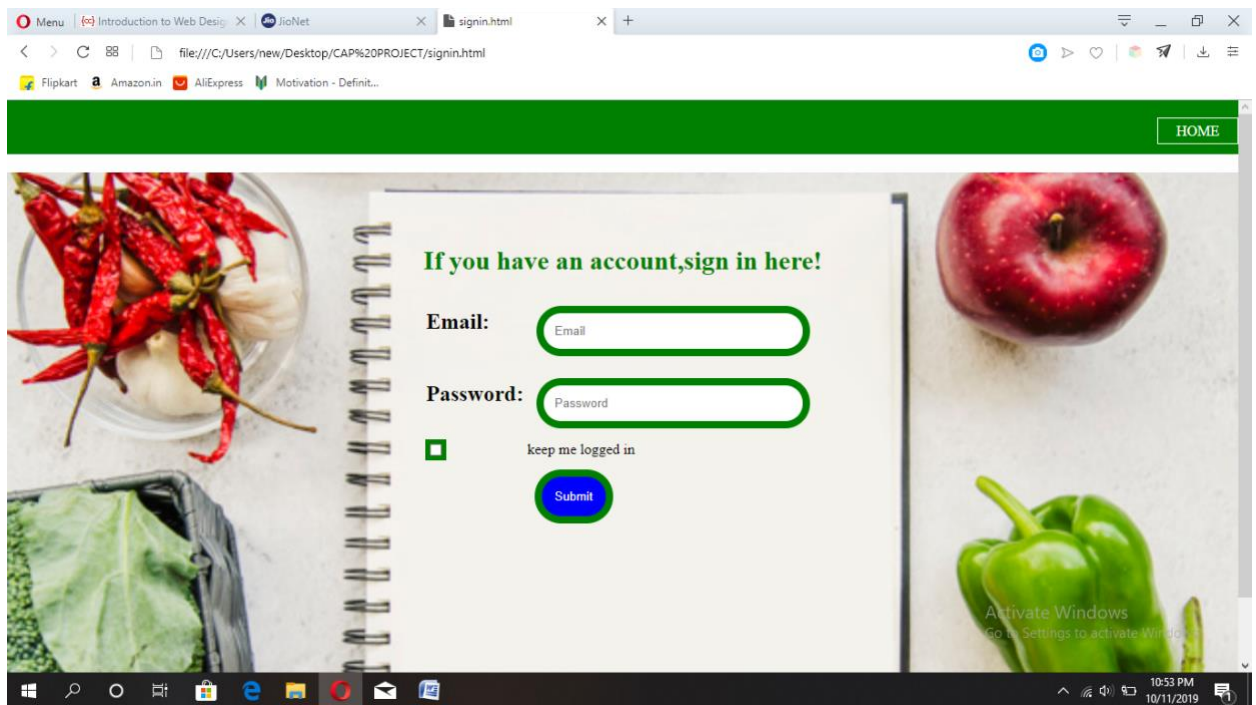 Menu
Introduction to Web Desig
JioNet
signin.html
file:///C:/Users/new/Desktop/CAP%20PROJECT/signin.html
Flipkart
Amazon.in
AliExpress
Motivation - Definit...
HOME
If you have an account,sign in here!
Email:
Email
Password:
Password
keep me logged in
Submit
Activate Windows
Go to Settings to activate Windows
10:53 PM
10/11/2019